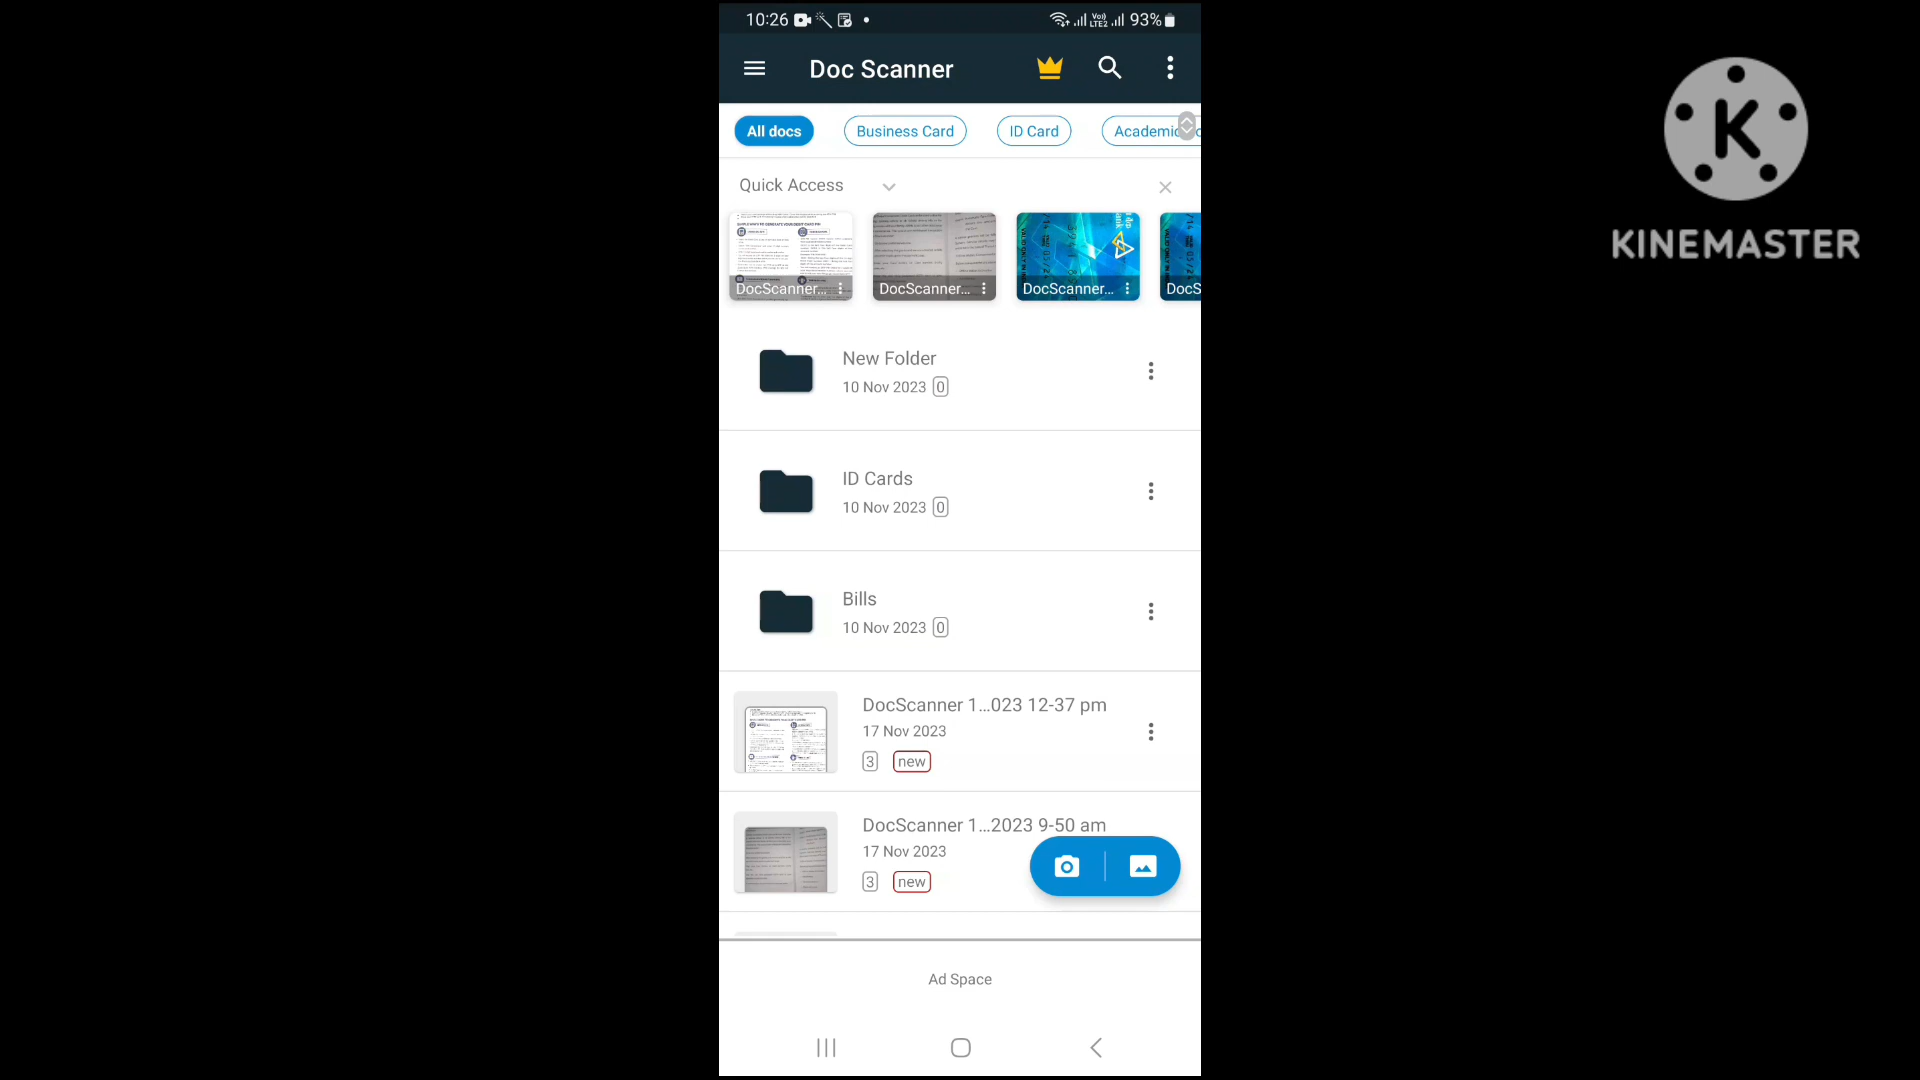 10:26 Vo) LTE2 93%
Doc Scanner
All docs Business Card ID Card Academic
Quick Access
DocScanner... DocScanner... DocScanner... DocS
New Folder
10 Nov 2023 0
ID Cards
10 Nov 2023 0
Bills
10 Nov 2023 0
DocScanner 1...023 12-37 pm
17 Nov 2023
3 new
DocScanner 1...2023 9-50 am
17 Nov 2023
3 new
Ad Space
K
KINEMASTER